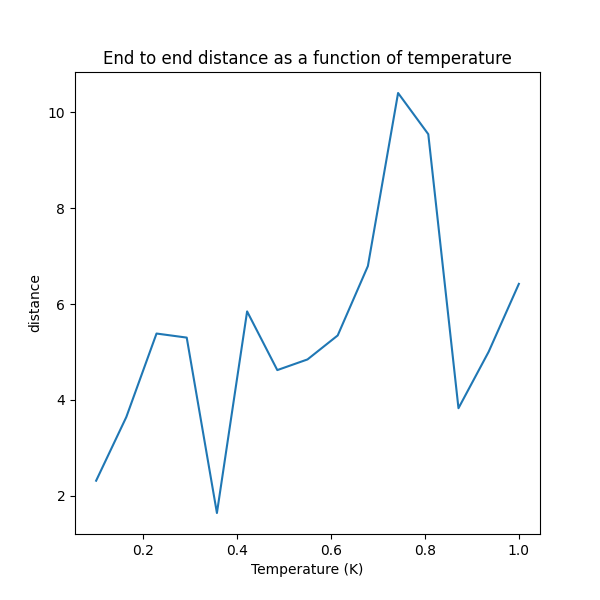 End to end distance as a function of temperature
10
8
6
4
2
distance
0.2 0.4 0.6 0.8 1.0
Temperature (K)